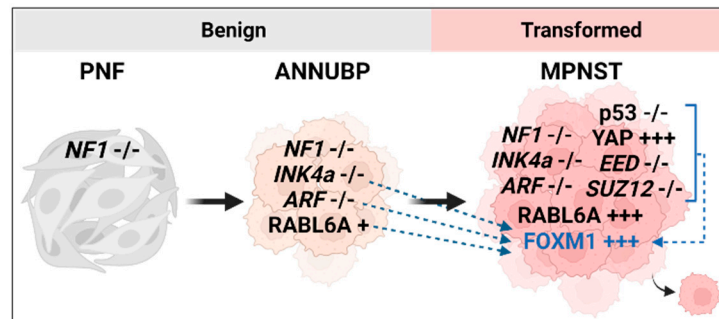 Benign
Transformed
PNF
ANNUBP
MPNST
NF1 -/-
NF1 -/-
INK4a -/-
ARF -/-
RABL6A +
p53 -/-
NF1 -/- YAP +++
INK4a -/- EED -/-
ARF -/- SUZ12 -/-
RABL6A +++
FOXM1 +++